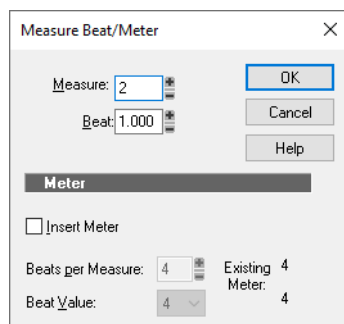 Measure Beat/Meter
Measure: 2
OK
Beat: 1.000
Cancel
Help
Meter
Insert Meter
Beats per Measure: 4
Existing Meter: 4
Beat Value: 4
4